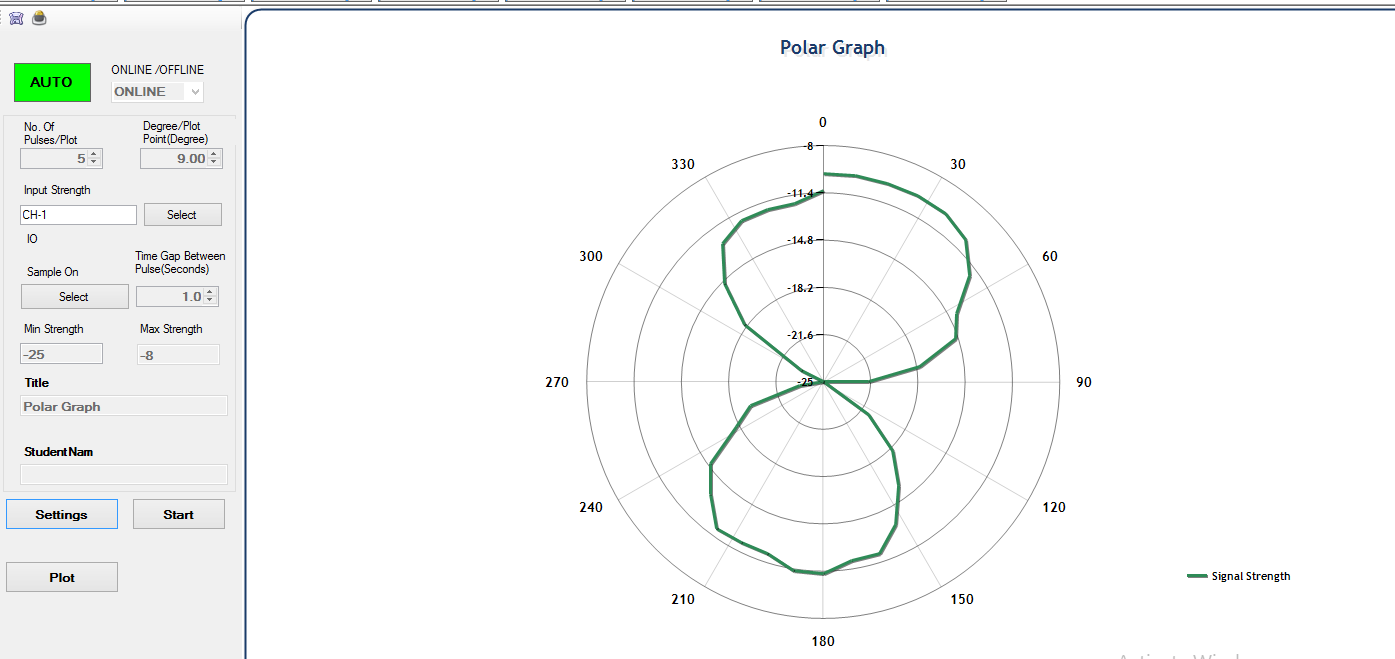 AUTO
ONLINE /OFFLINE
ONLINE
No. Of
Pulses/Plot
Degree/Plot
Point(Degree)
5
9.00
Input Strength
CH-1
Select
IO
Sample On
Time Gap Between
Pulse(Seconds)
Select
1.0
Min Strength
Max Strength
-25
-8
Title
Polar Graph
StudentNam
Settings
Start
Plot
Polar Graph
0
-8
330
30
-11.4
-14.8
300
60
-18.2
-21.6
270
-25
90
240
120
210
150
180
Signal Strength